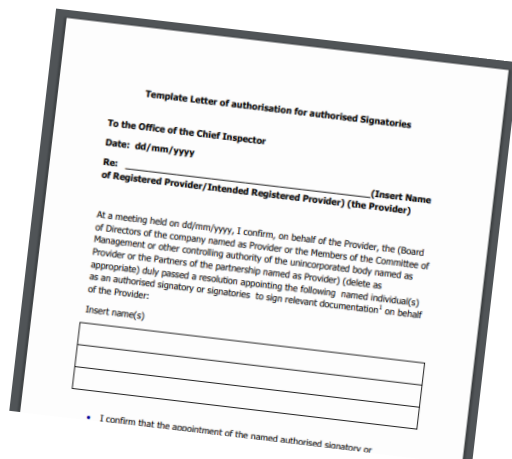 Template Letter of authorisation for authorised Signatories
To the Office of the Chief Inspector
Date: dd/mm/yyyy
Re: ______________________________(Insert Name
of Registered Provider/Intended Registered Provider) (the Provider)
At a meeting held on dd/mm/yyyy, I confirm, on behalf of the Provider, the (Board
of Directors of the company named as Provider or the Members of the Committee of
Management or other controlling authority of the unincorporated body named as
Provider or the Partners of the partnership named as Provider) (delete as
appropriate) duly passed a resolution appointing the following named individual(s)
as an authorised signatory or signatories to sign relevant documentation¹ on behalf
of the Provider:
Insert name(s)
• I confirm that the appointment of the named authorised signatory or